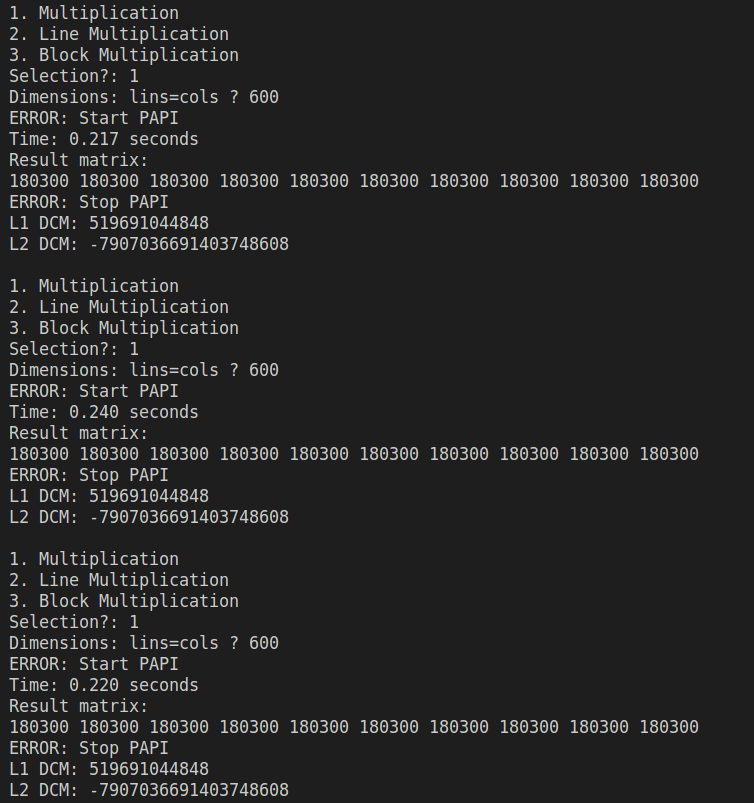 1. Multiplication
2. Line Multiplication
3. Block Multiplication
Selection?: 1
Dimensions: lins=cols ? 600
ERROR: Start PAPI
Time: 0.217 seconds
Result matrix:
180300 180300 180300 180300 180300 180300 180300 180300 180300 180300
ERROR: Stop PAPI
L1 DCM: 519691044848
L2 DCM: -7907036691403748608

1. Multiplication
2. Line Multiplication
3. Block Multiplication
Selection?: 1
Dimensions: lins=cols ? 600
ERROR: Start PAPI
Time: 0.240 seconds
Result matrix:
180300 180300 180300 180300 180300 180300 180300 180300 180300 180300
ERROR: Stop PAPI
L1 DCM: 519691044848
L2 DCM: -7907036691403748608

1. Multiplication
2. Line Multiplication
3. Block Multiplication
Selection?: 1
Dimensions: lins=cols ? 600
ERROR: Start PAPI
Time: 0.220 seconds
Result matrix:
180300 180300 180300 180300 180300 180300 180300 180300 180300 180300
ERROR: Stop PAPI
L1 DCM: 519691044848
L2 DCM: -7907036691403748608